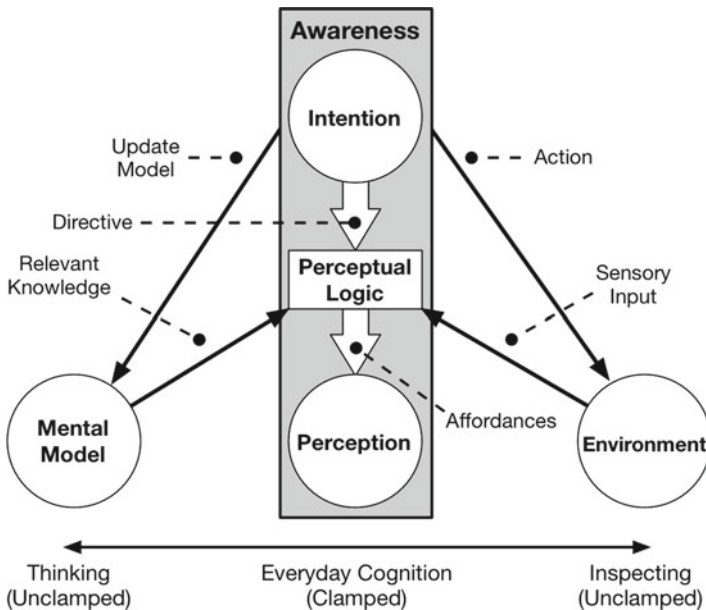 Awareness
Intention
Update
Model
Action
Directive
Relevant
Knowledge
Perceptual
Logic
Sensory
Input
Affordances
Mental
Model
Perception
Environment
Thinking
(Unclamped)
Everyday Cognition
(Clamped)
Inspecting
(Unclamped)